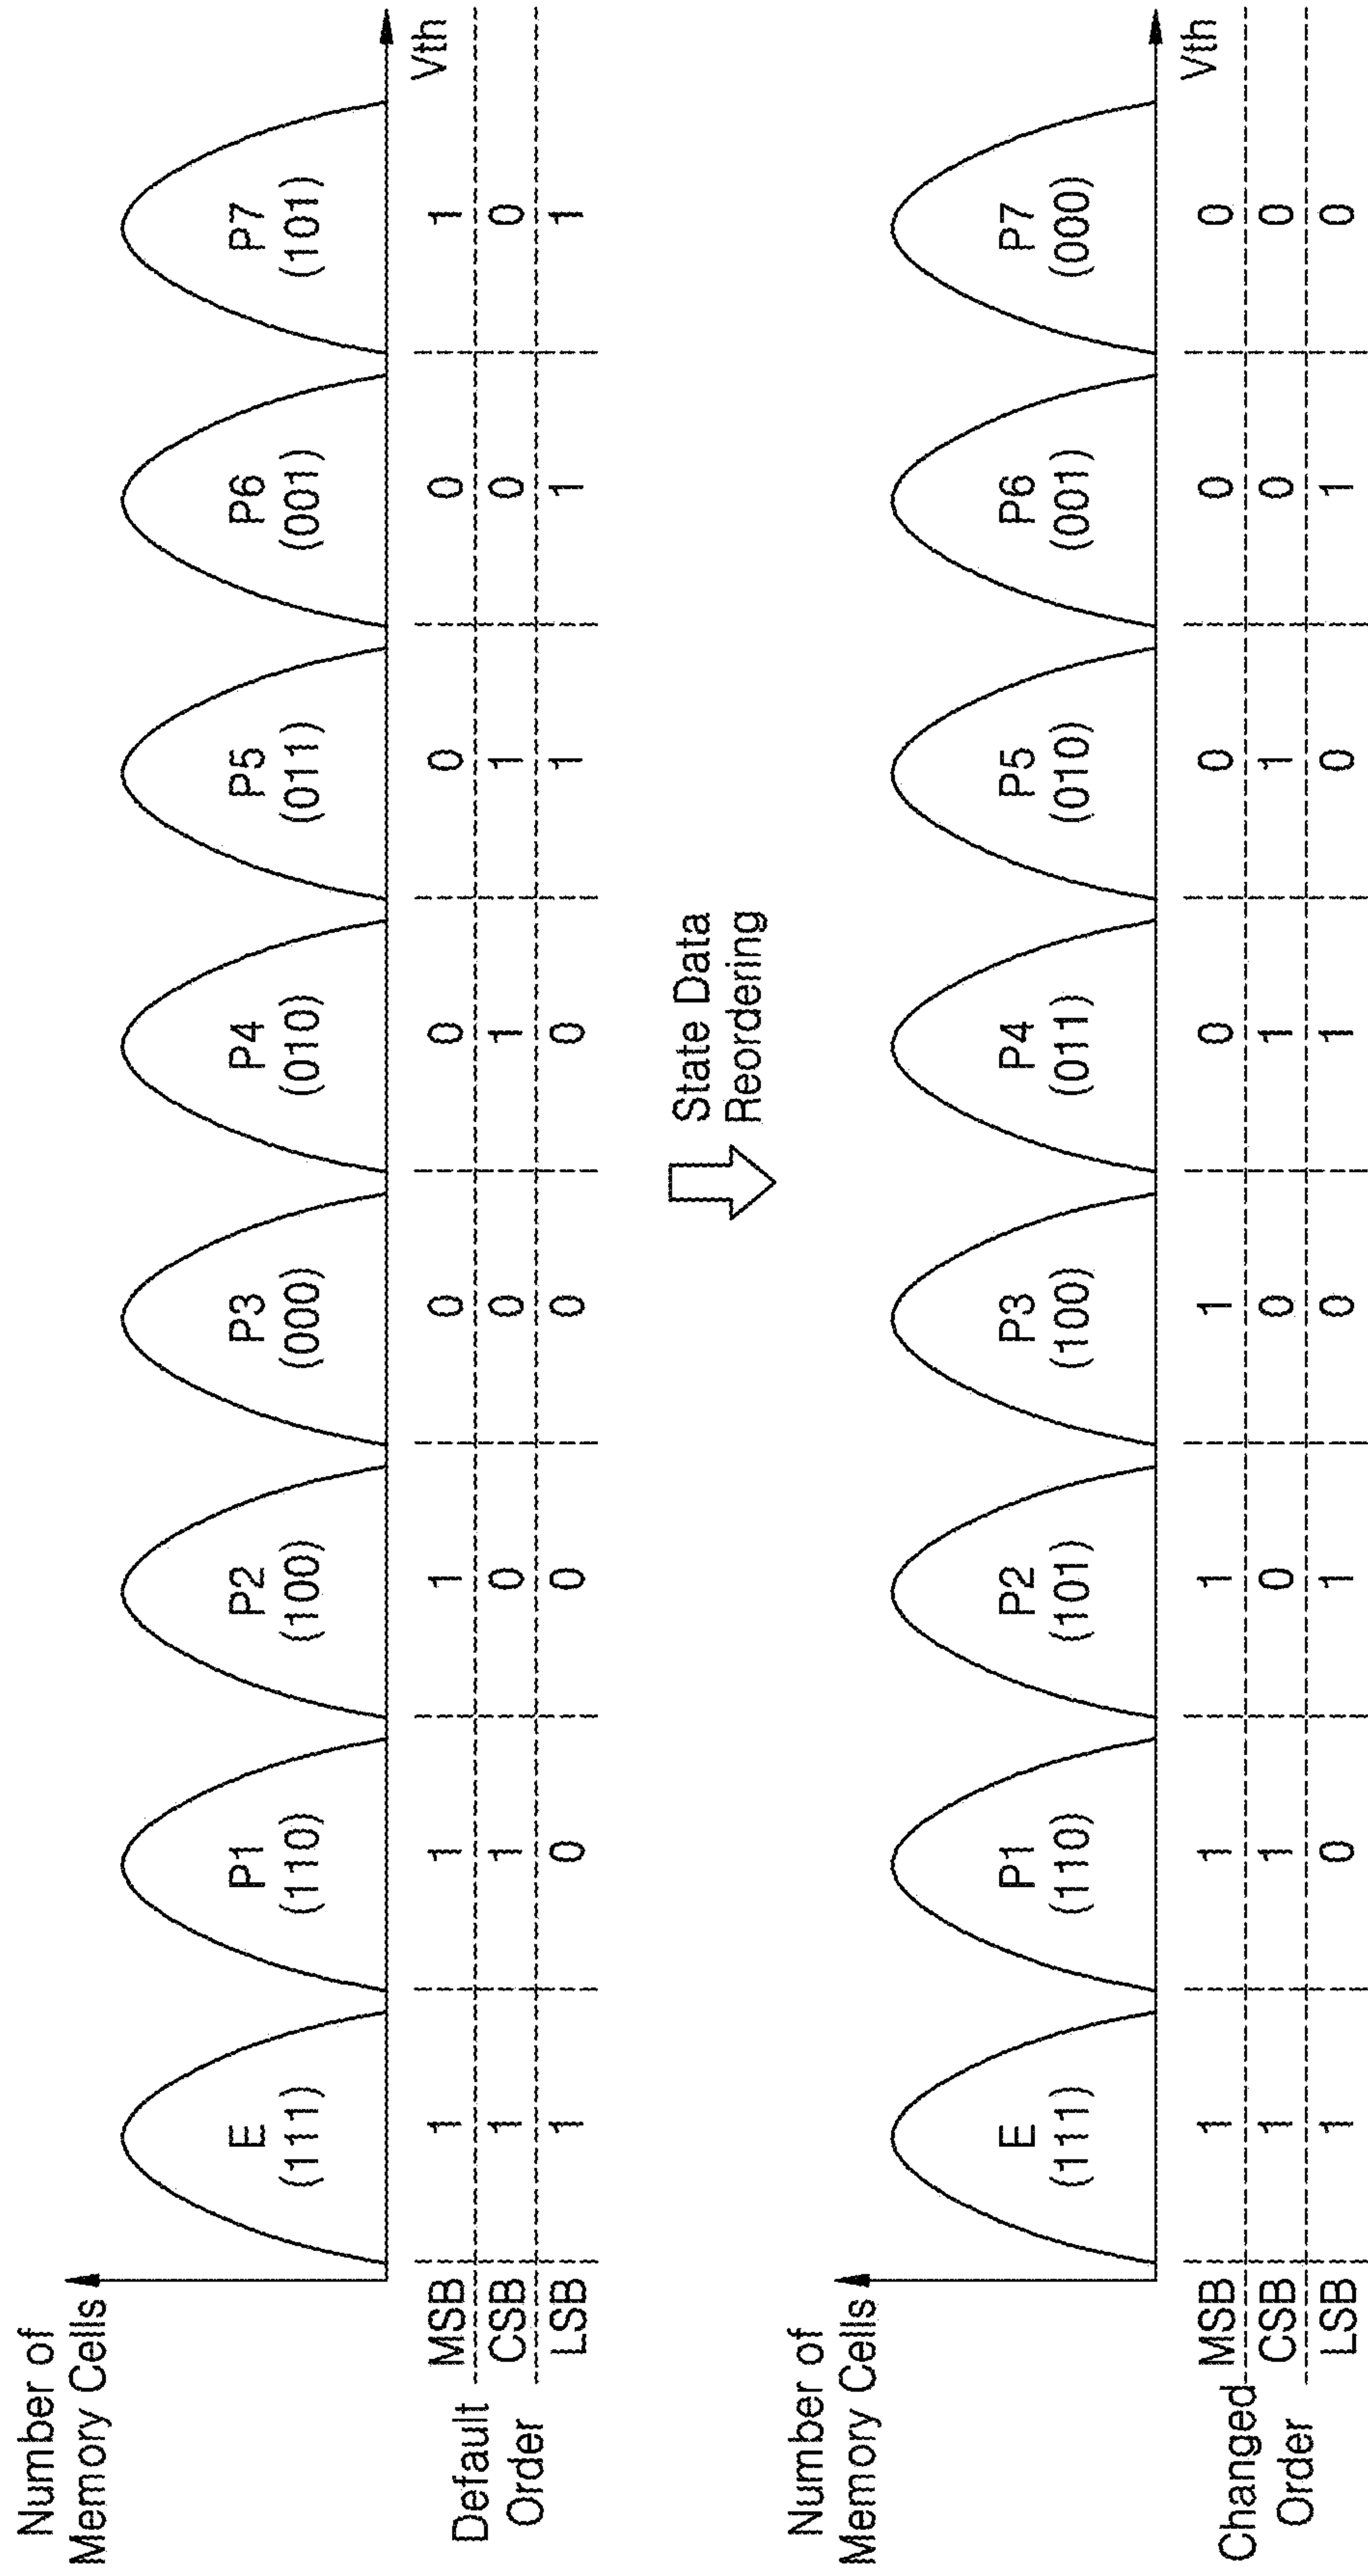 Number of
Memory Cells
E
(111)
P1
(110)
P2
(100)
P3
(000)
P4
(010)
P5
(011)
P6
(001)
P7
(101)
Vth
Default
Order
MSB 1 1 1 0 0 0 0 1
CSB 1 1 0 0 1 1 0 0
LSB 1 0 0 0 0 1 1 1
State Data
Reordering
Number of
Memory Cells
E
(111)
P1
(110)
P2
(101)
P3
(100)
P4
(011)
P5
(010)
P6
(001)
P7
(000)
Vth
Changed
Order
MSB 1 1 1 1 0 0 0 0
CSB 1 1 0 0 1 1 0 0
LSB 1 0 1 0 1 0 1 0